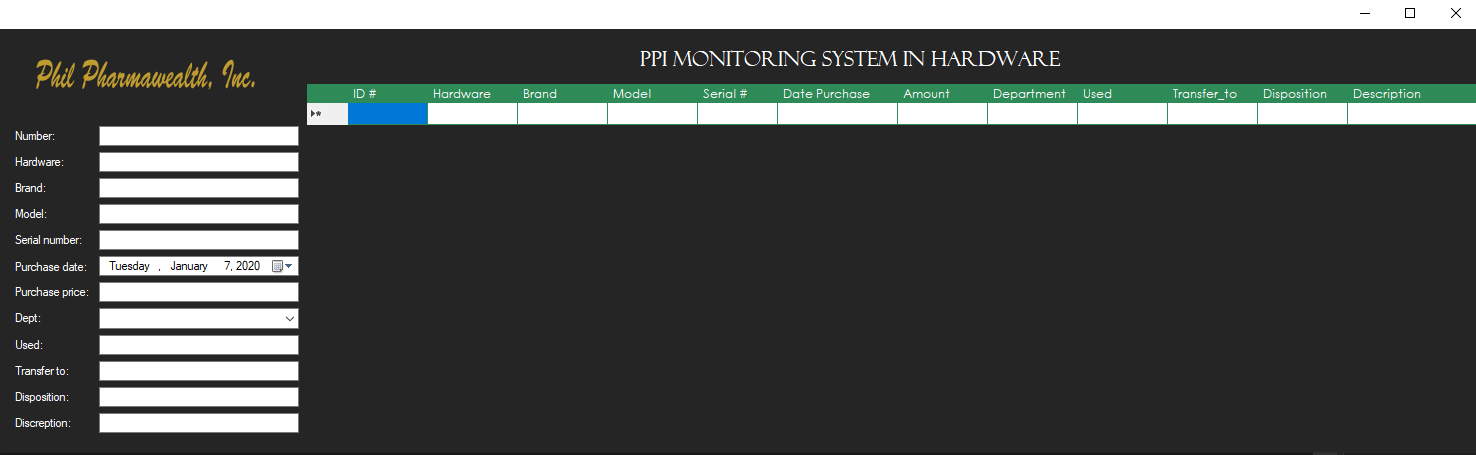 Phil Pharmawealth, Inc.
PPI MONITORING SYSTEM IN HARDWARE
ID # Hardware Brand Model Serial # Date Purchase Amount Department Used Transfer_to Disposition Description
Number:
Hardware:
Brand:
Model:
Serial number:
Purchase date: Tuesday , January 7, 2020
Purchase price:
Dept:
Used:
Transfer to:
Disposition:
Discreption: